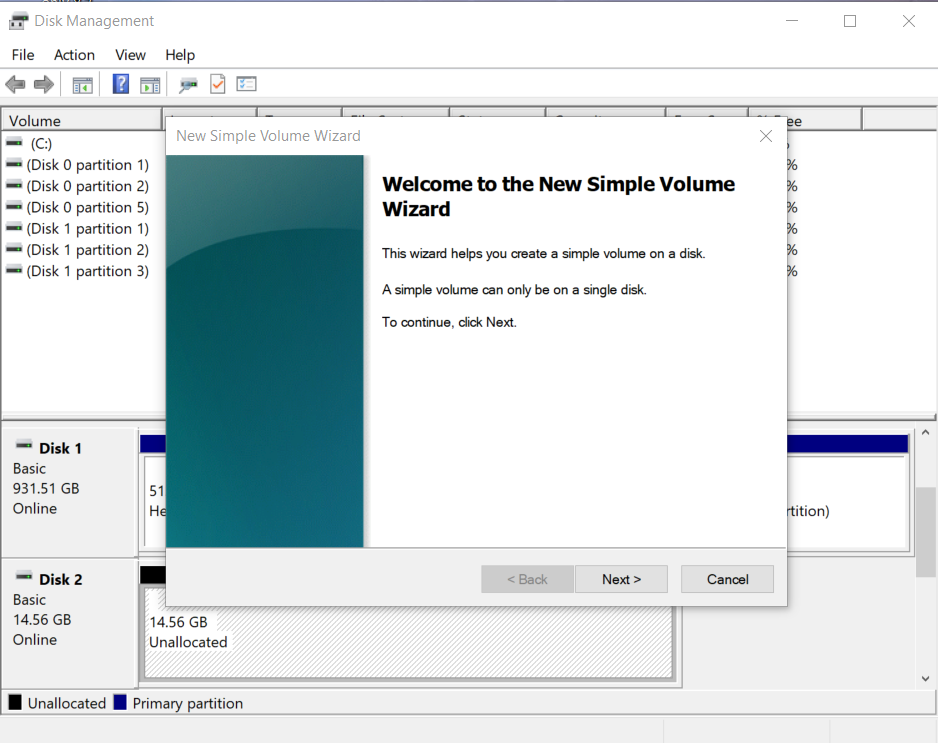 Disk Management
File Action View Help
Volume
New Simple Volume Wizard
(C:)
(Disk 0 partition 1)
%
(Disk 0 partition 2)
%
(Disk 0 partition 5)
%
(Disk 1 partition 1)
%
(Disk 1 partition 2)
%
(Disk 1 partition 3)
%
Welcome to the New Simple Volume
Wizard
This wizard helps you create a simple volume on a disk.
A simple volume can only be on a single disk.
To continue, click Next.
< Back Next > Cancel
Disk 1
Basic
931.51 GB
Online
51
He
rtition)
Disk 2
Basic
14.56 GB
Online
14.56 GB
Unallocated
Unallocated Primary partition